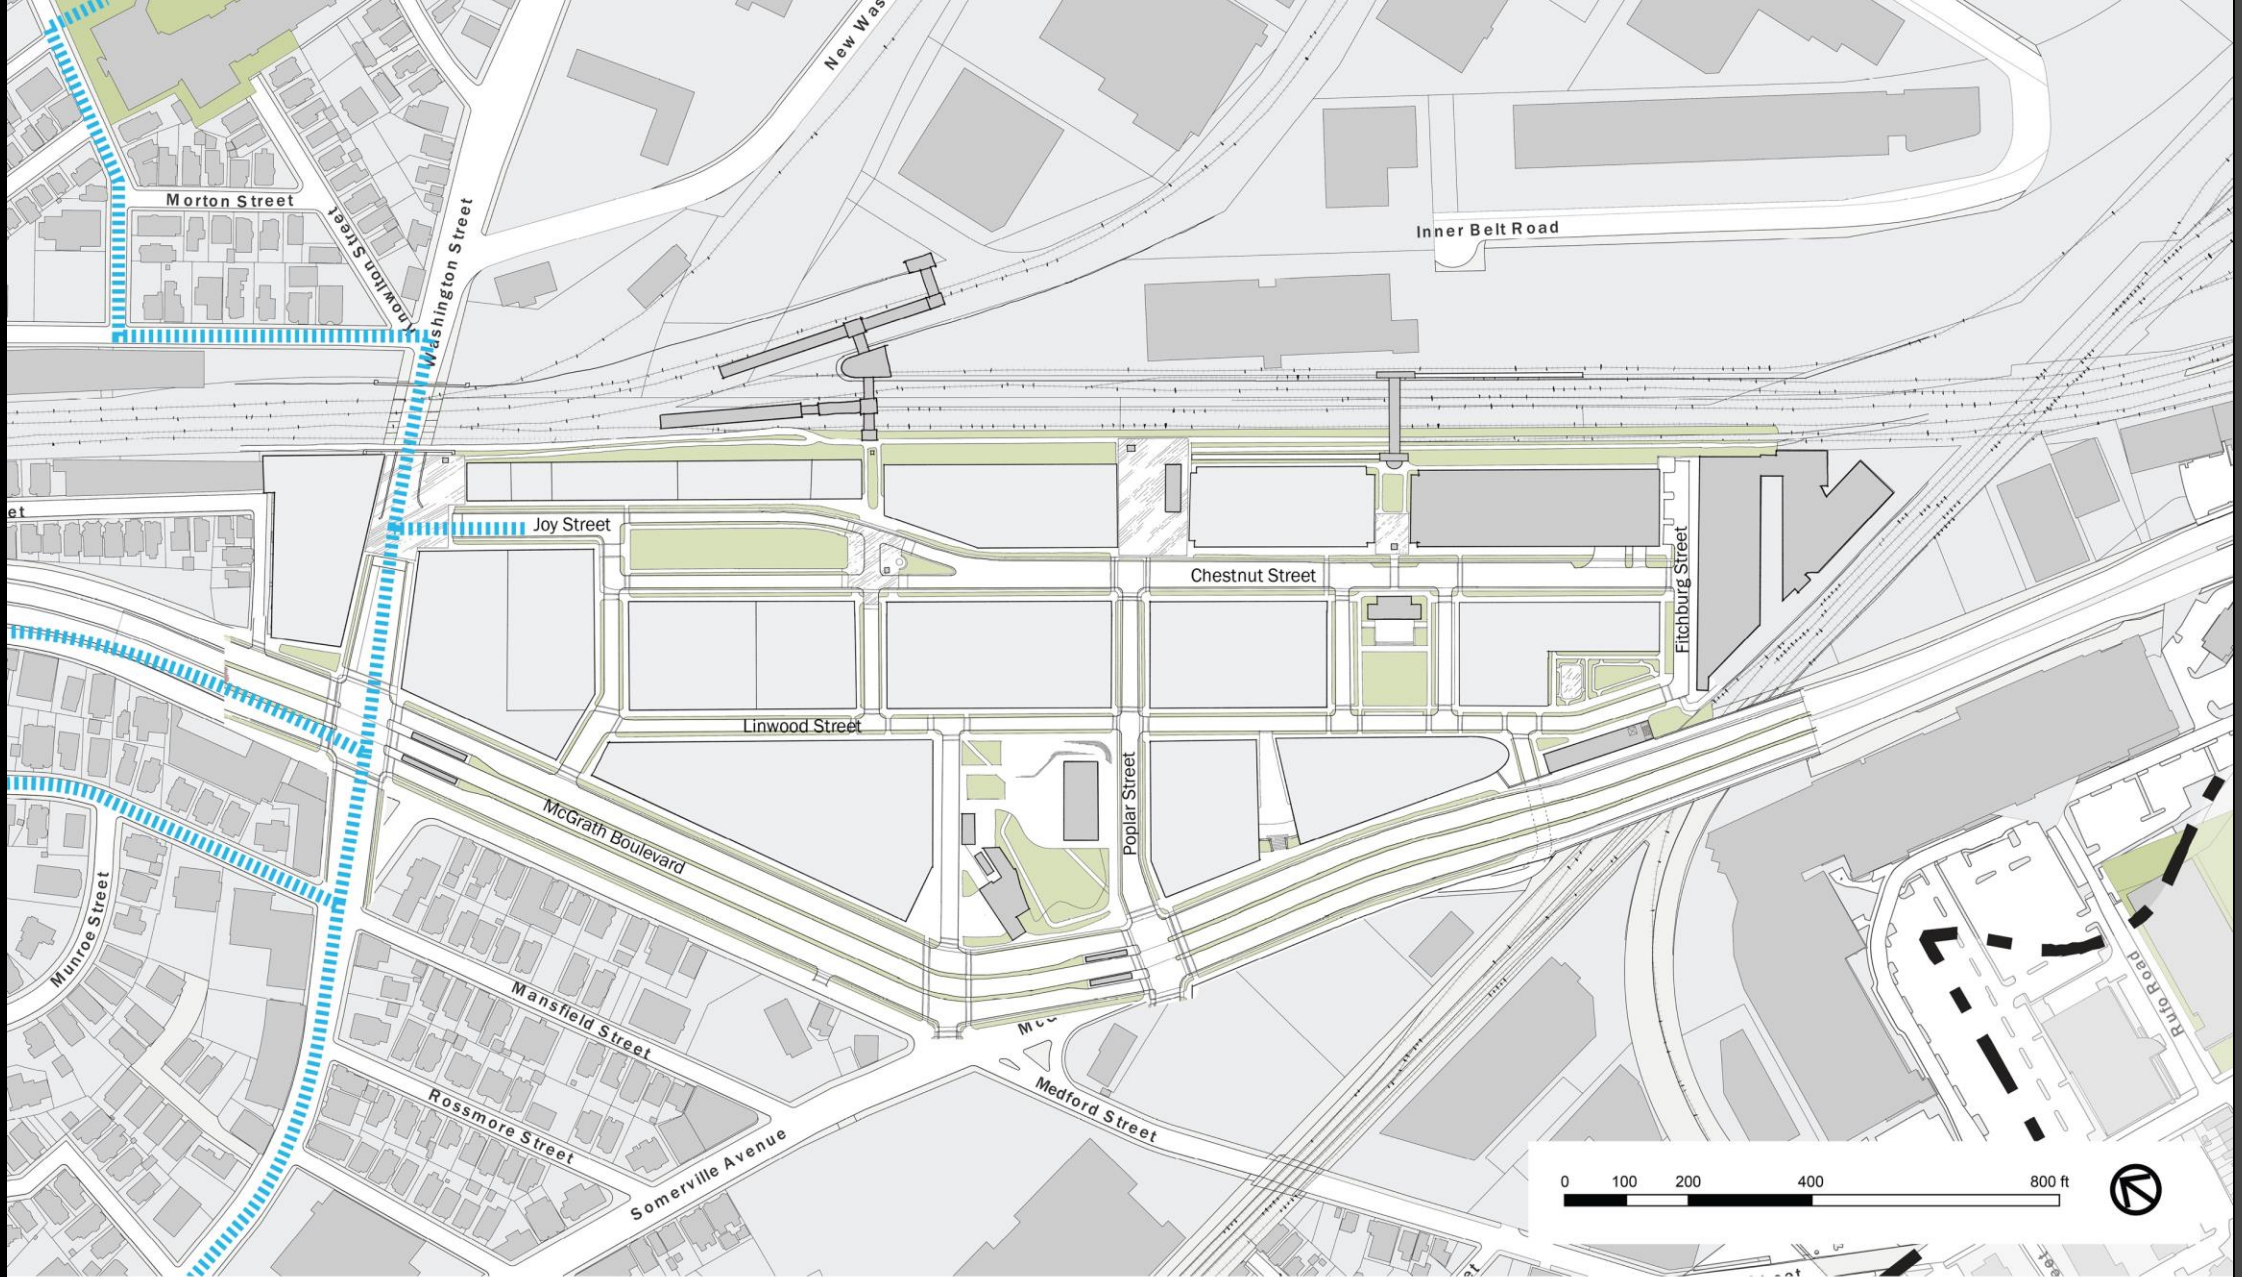 New Was
Morton Street
Knowlton Street
Washington Street
Inner Belt Road
et
Joy Street
Chestnut Street
Fitchburg Street
Linwood Street
Poplar Street
McGrath Boulevard
Munroe Street
Mansfield Street
Rossmore Street
Somerville Avenue
Medford Street
Rufo Road
0 100 200 400 800 ft